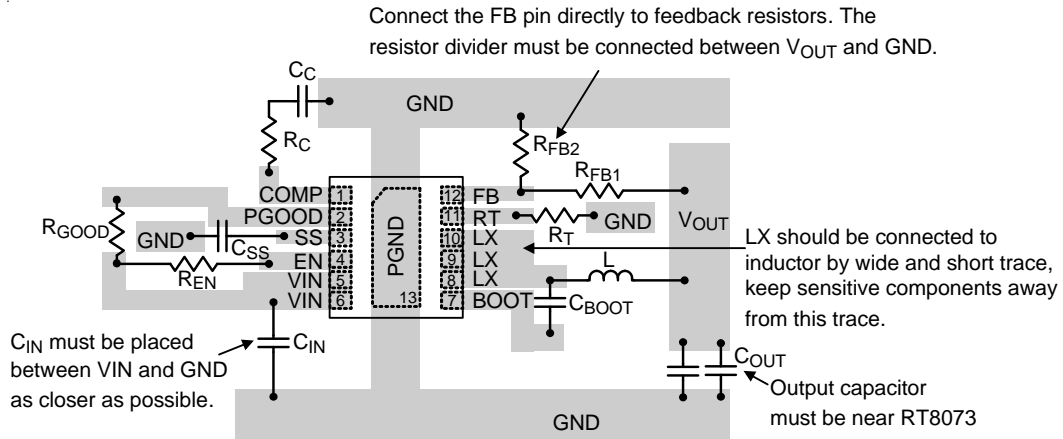 Connect the FB pin directly to feedback resistors. The
resistor divider must be connected between VOUT and GND.
CC
GND
RC
RFB2
RFB1
COMP 1
12 FB
PGOOD 2
11 RT
GND
VOUT
RGOOD
GND
CSS
SS 3
10 LX
RT
EN 4
9 LX
REN
VIN 5
8 LX
L
VIN 6
7 BOOT
CBOOT
PGND
13
LX should be connected to
inductor by wide and short trace,
keep sensitive components away
from this trace.
CIN must be placed
between VIN and GND
as closer as possible.
CIN
COUT
Output capacitor
must be near RT8073
GND